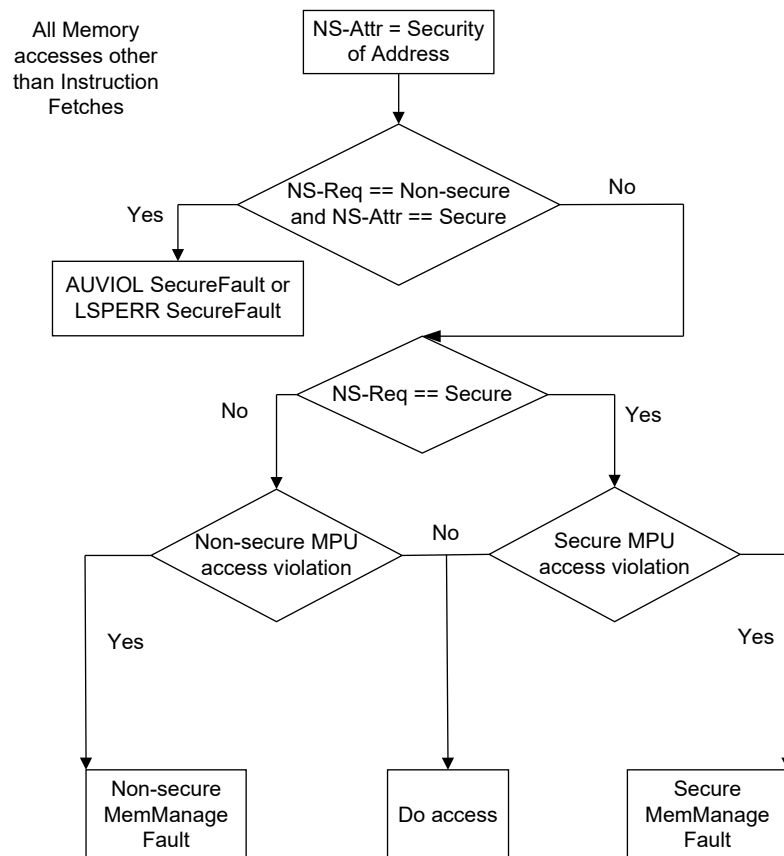 All Memory
accesses other
than Instruction
Fetches
NS-Attr = Security
of Address
NS-Req == Non-secure
and NS-Attr == Secure
Yes
No
AUVIOL SecureFault or
LSPERR SecureFault
NS-Req == Secure
No
Yes
Non-secure MPU
access violation
No
Secure MPU
access violation
Yes
Yes
Non-secure
MemManage
Fault
Do access
Secure
MemManage
Fault